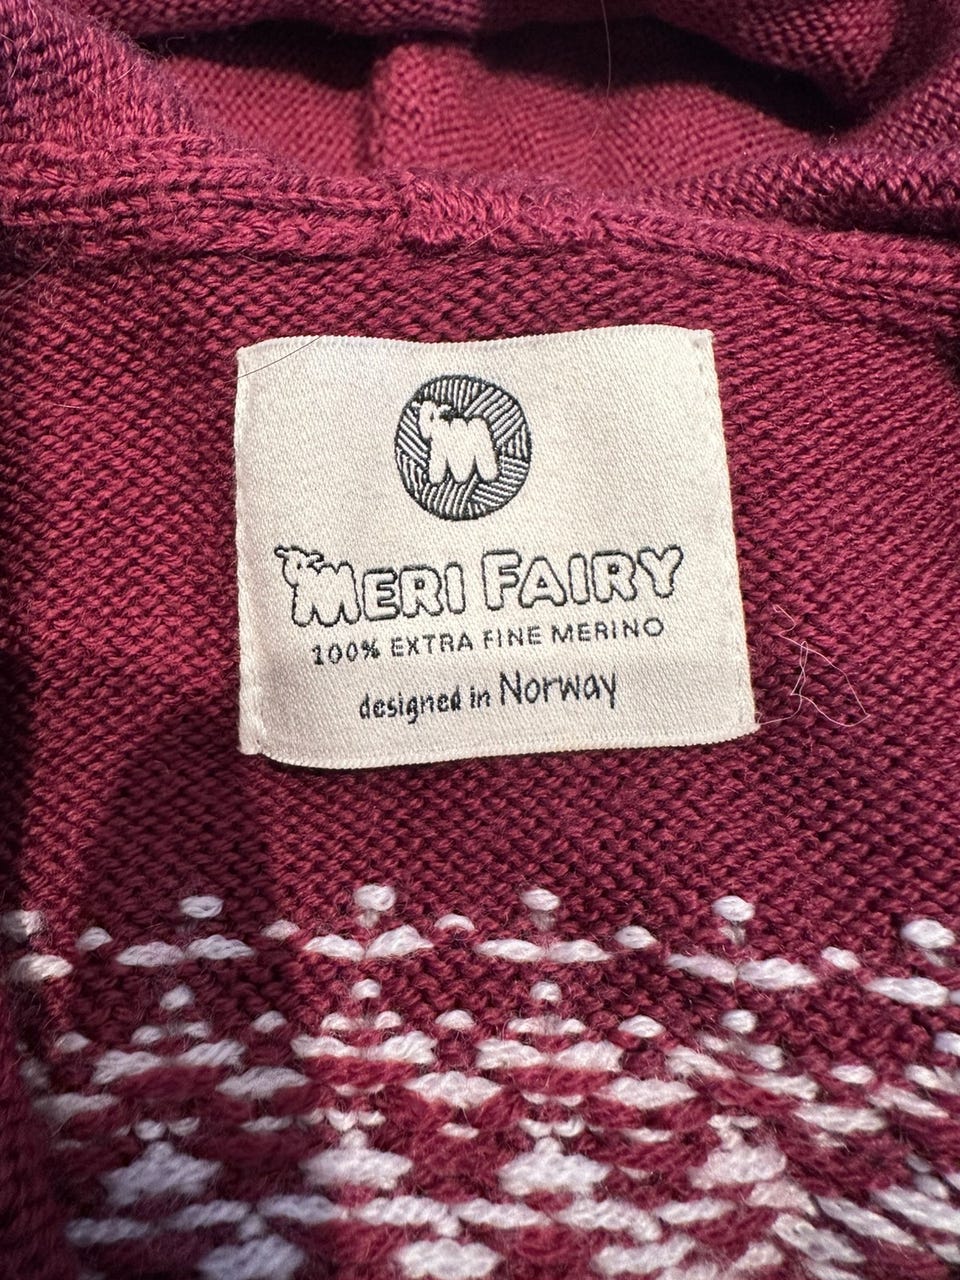 MERI FAIRY
100% EXTRA FINE MERINO
designed in Norway